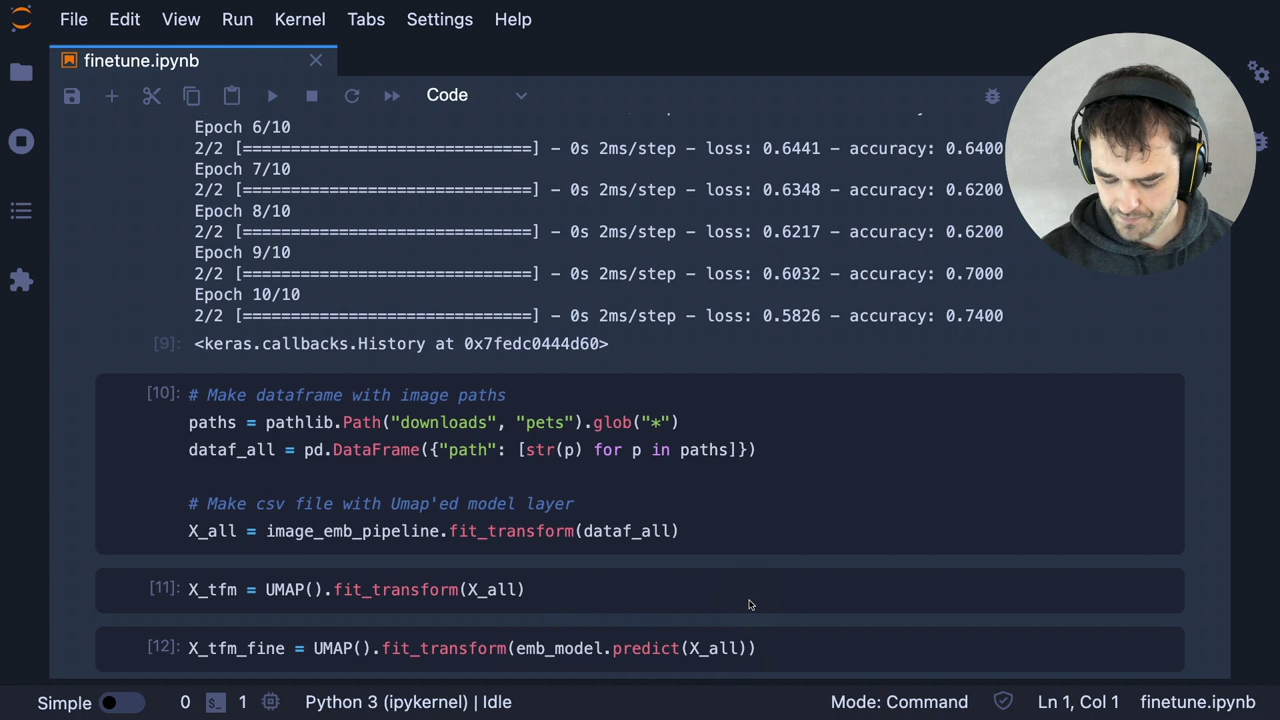 File Edit View Run Kernel Tabs Settings Help
finetune.ipynb
Code
Epoch 6/10
2/2 [==============================] - 0s 2ms/step - loss: 0.6441 - accuracy: 0.6400
Epoch 7/10
2/2 [==============================] - 0s 2ms/step - loss: 0.6348 - accuracy: 0.6200
Epoch 8/10
2/2 [==============================] - 0s 2ms/step - loss: 0.6217 - accuracy: 0.6200
Epoch 9/10
2/2 [==============================] - 0s 2ms/step - loss: 0.6032 - accuracy: 0.7000
Epoch 10/10
2/2 [==============================] - 0s 2ms/step - loss: 0.5826 - accuracy: 0.7400
[9]: <keras.callbacks.History at 0x7fedc0444d60>
[10]: # Make dataframe with image paths
paths = pathlib.Path("downloads", "pets").glob("*")
dataf_all = pd.DataFrame({"path": [str(p) for p in paths]})
# Make csv file with Umap'ed model layer
X_all = image_emb_pipeline.fit_transform(dataf_all)
[11]: X_tfm = UMAP().fit_transform(X_all)
[12]: X_tfm_fine = UMAP().fit_transform(emb_model.predict(X_all))
Simple 0 $_ 1 Python 3 (ipykernel) | Idle Mode: Command Ln 1, Col 1 finetune.ipynb